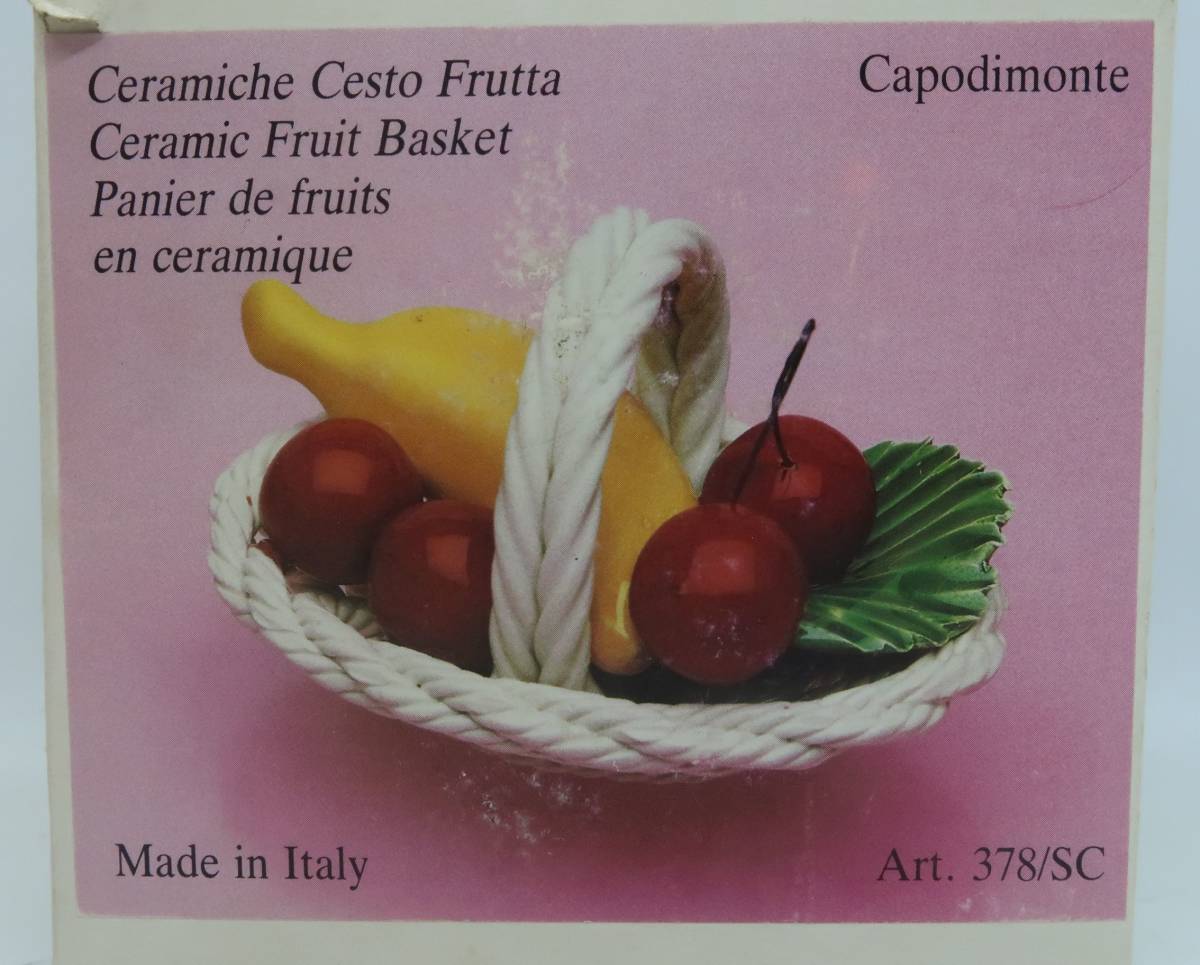 Ceramiche Cesto Frutta
Capodimonte
Ceramic Fruit Basket
Panier de fruits
en ceramique
Made in Italy
Art. 378/SC